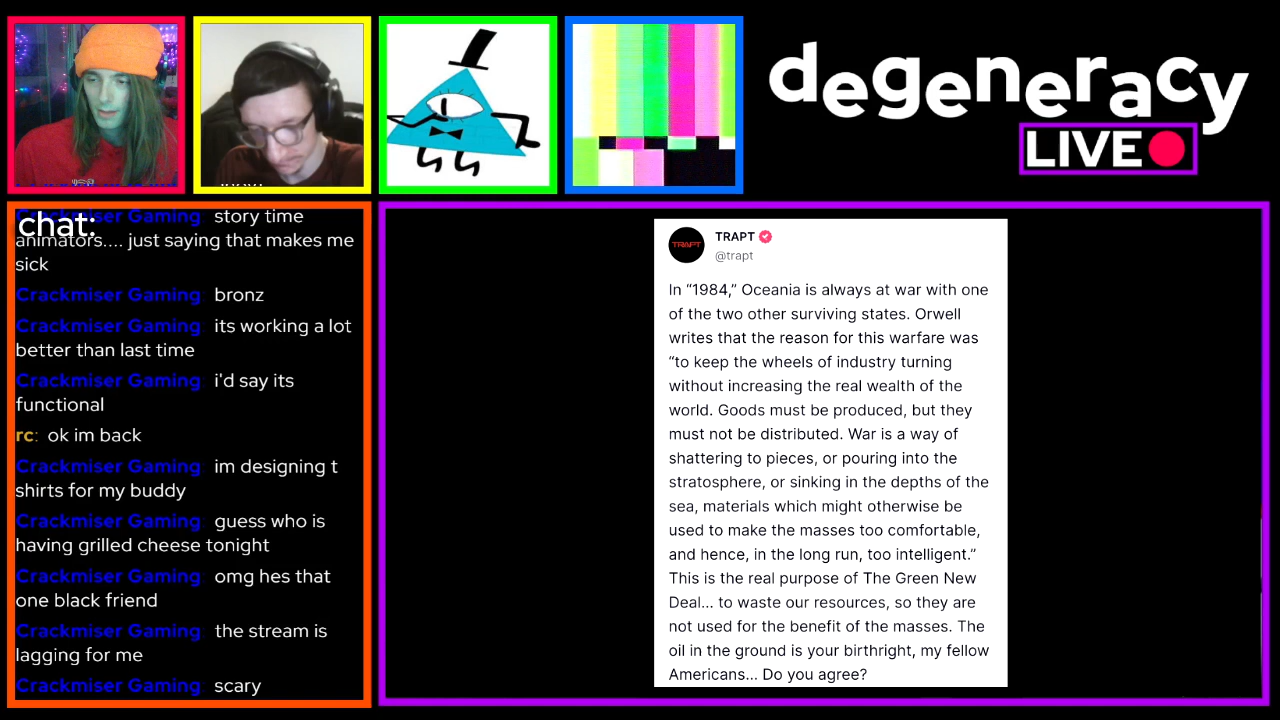 degeneracy
LIVE
chat:
Crackmiser Gaming: story time
animators.... just saying that makes me
sick
Crackmiser Gaming: bronz
Crackmiser Gaming: its working a lot
better than last time
Crackmiser Gaming: i'd say its
functional
rc: ok im back
Crackmiser Gaming: im designing t
shirts for my buddy
Crackmiser Gaming: guess who is
having grilled cheese tonight
Crackmiser Gaming: omg hes that
one black friend
Crackmiser Gaming: the stream is
lagging for me
Crackmiser Gaming: scary
TRAPT
TRAPT
@trapt
In “1984,” Oceania is always at war with one
of the two other surviving states. Orwell
writes that the reason for this warfare was
“to keep the wheels of industry turning
without increasing the real wealth of the
world. Goods must be produced, but they
must not be distributed. War is a way of
shattering to pieces, or pouring into the
stratosphere, or sinking in the depths of the
sea, materials which might otherwise be
used to make the masses too comfortable,
and hence, in the long run, too intelligent.”
This is the real purpose of The Green New
Deal... to waste our resources, so they are
not used for the benefit of the masses. The
oil in the ground is your birthright, my fellow
Americans... Do you agree?